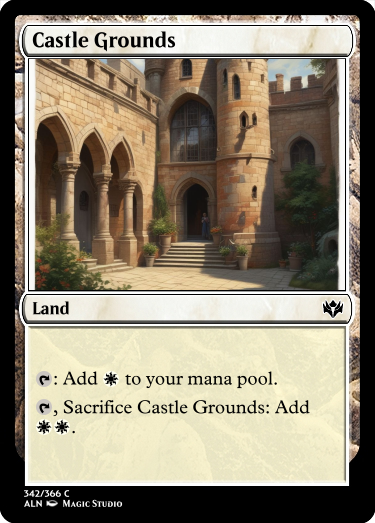 Castle Grounds
Land
: Add to your mana pool.
, Sacrifice Castle Grounds: Add
.
342/366 C
ALN Magic Studio